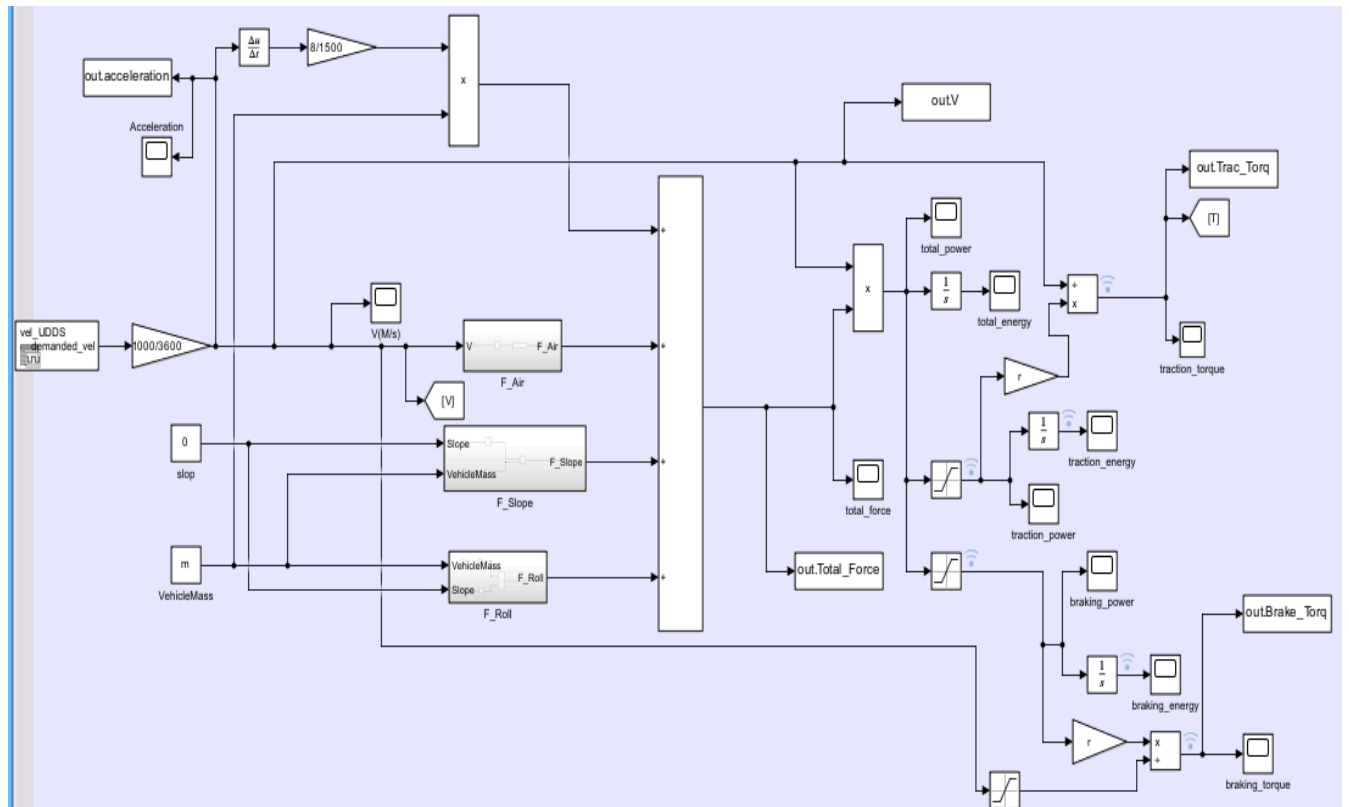 Δu
Δt
8/1500
x
out.acceleration
Acceleration
out.V
out.Trac_Torq
[T]
+
total_power
x
1
s
total_energy
÷
x
traction_torque
vel_UDDS
demanded_vel
1000/3600
V(M/s)
V
F_Air
F_Air
+
r
[V]
0
slop
Slope
VehicleMass
F_Slope
F_Slope
+
1
s
traction_energy
total_force
traction_power
m
VehicleMass
VehicleMass
Slope
F_Roll
F_Roll
+
out.Total_Force
braking_power
out.Brake_Torq
1
s
braking_energy
r
x
÷
braking_torque